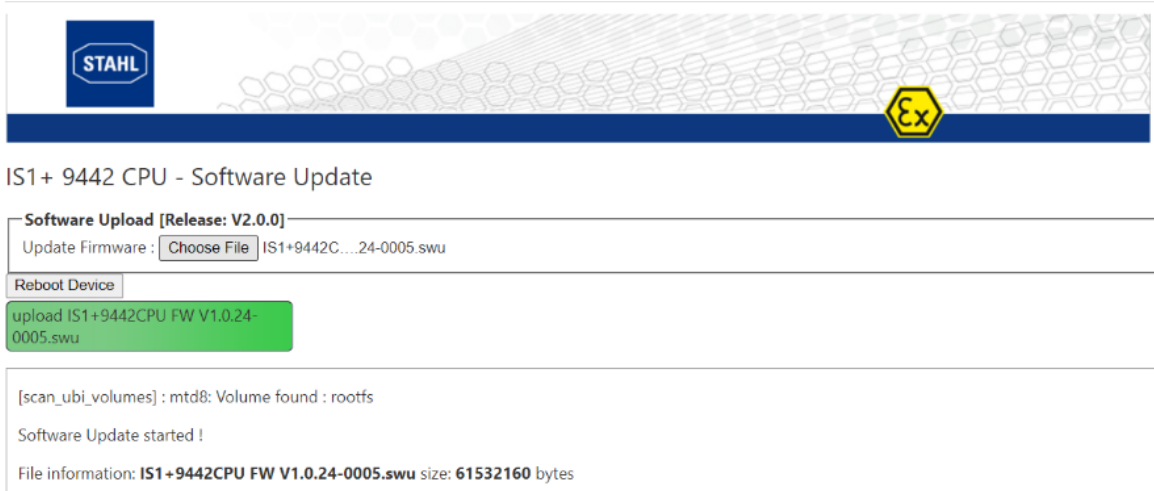 STAHL
Ex
IS1+ 9442 CPU - Software Update
Software Upload [Release: V2.0.0]
Update Firmware : Choose File IS1+9442C....24-0005.swu
Reboot Device
upload IS1+9442CPU FW V1.0.24-
0005.swu
[scan_ubi_volumes] : mtd8: Volume found : rootfs
Software Update started !
File information: IS1+9442CPU FW V1.0.24-0005.swu size: 61532160 bytes